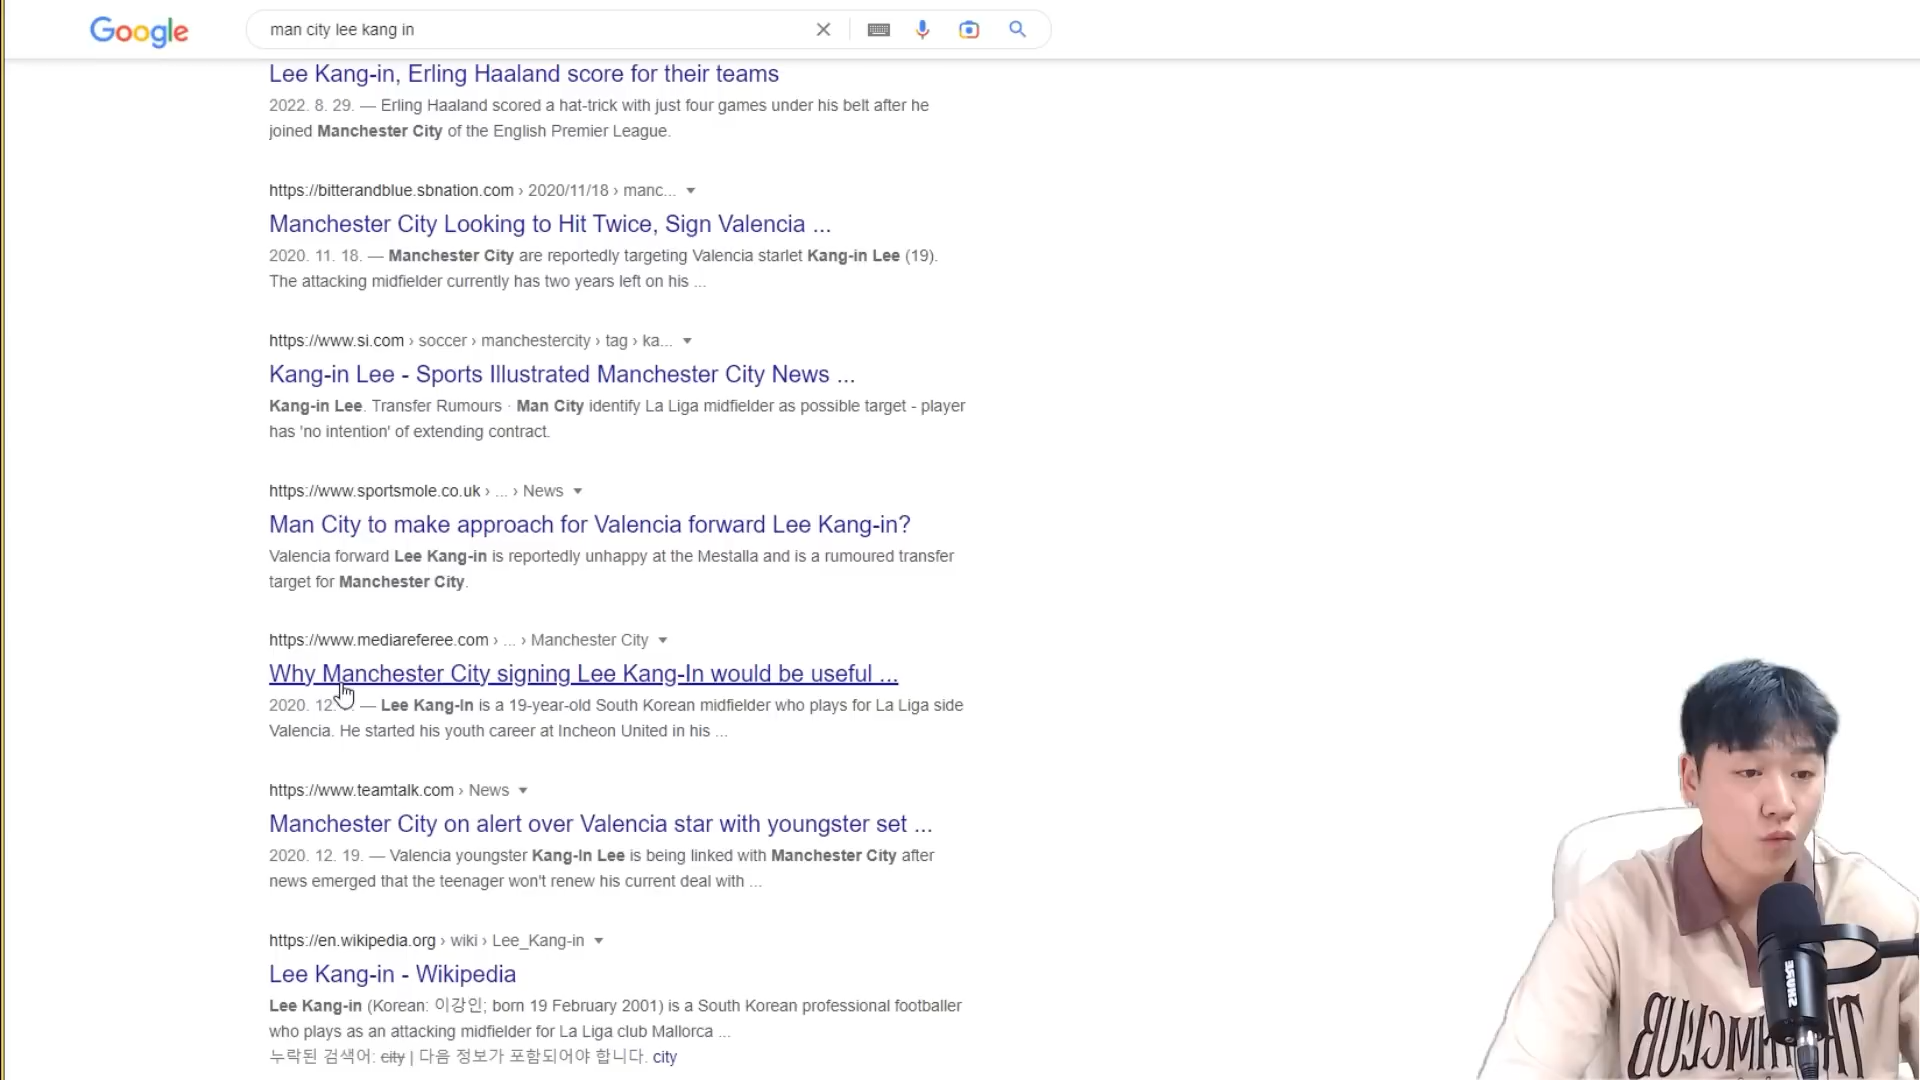 Google
man city lee kang in
Lee Kang-in, Erling Haaland score for their teams
2022. 8. 29. — Erling Haaland scored a hat-trick with just four games under his belt after he
joined Manchester City of the English Premier League.
https://bitterandblue.sbnation.com › 2020/11/18 › manc...
Manchester City Looking to Hit Twice, Sign Valencia ...
2020. 11. 18. — Manchester City are reportedly targeting Valencia starlet Kang-in Lee (19).
The attacking midfielder currently has two years left on his ...
https://www.si.com › soccer › manchestercity › tag › ka...
Kang-in Lee - Sports Illustrated Manchester City News ...
Kang-in Lee. Transfer Rumours · Man City identify La Liga midfielder as possible target - player
has 'no intention' of extending contract.
https://www.sportsmole.co.uk › ... › News
Man City to make approach for Valencia forward Lee Kang-in?
Valencia forward Lee Kang-in is reportedly unhappy at the Mestalla and is a rumoured transfer
target for Manchester City.
https://www.mediareferee.com › ... › Manchester City
Why Manchester City signing Lee Kang-In would be useful ...
2020. 12. — Lee Kang-In is a 19-year-old South Korean midfielder who plays for La Liga side
Valencia. He started his youth career at Incheon United in his ...
https://www.teamtalk.com › News
Manchester City on alert over Valencia star with youngster set ...
2020. 12. 19. — Valencia youngster Kang-In Lee is being linked with Manchester City after
news emerged that the teenager won't renew his current deal with ...
https://en.wikipedia.org › wiki › Lee_Kang-in
Lee Kang-in - Wikipedia
Lee Kang-in (Korean: 이강인; born 19 February 2001) is a South Korean professional footballer
who plays as an attacking midfielder for La Liga club Mallorca ...
누락된 검색어: city | 다음 정보가 포함되어야 합니다. city
SHURE